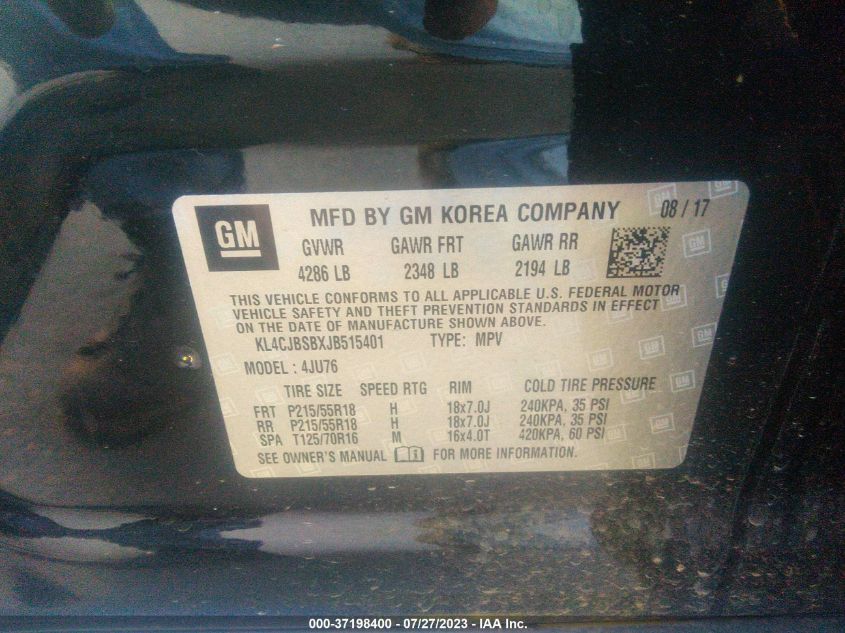 GM MFD BY GM KOREA COMPANY 08 / 17
GVWR GAWR FRT GAWR RR
4286 LB 2348 LB 2194 LB
THIS VEHICLE CONFORMS TO ALL APPLICABLE U.S. FEDERAL MOTOR
VEHICLE SAFETY AND THEFT PREVENTION STANDARDS IN EFFECT
ON THE DATE OF MANUFACTURE SHOWN ABOVE.
KL4CJBSBXJB515401 TYPE: MPV
MODEL : 4JU76
TIRE SIZE SPEED RTG RIM COLD TIRE PRESSURE
FRT P215/55R18 H 18x7.0J 240KPA, 35 PSI
RR P215/55R18 H 18x7.0J 240KPA, 35 PSI
SPA T125/70R16 M 16x4.0T 420KPA, 60 PSI
SEE OWNER'S MANUAL FOR MORE INFORMATION.
000-37198400 - 07/27/2023 - IAA Inc.